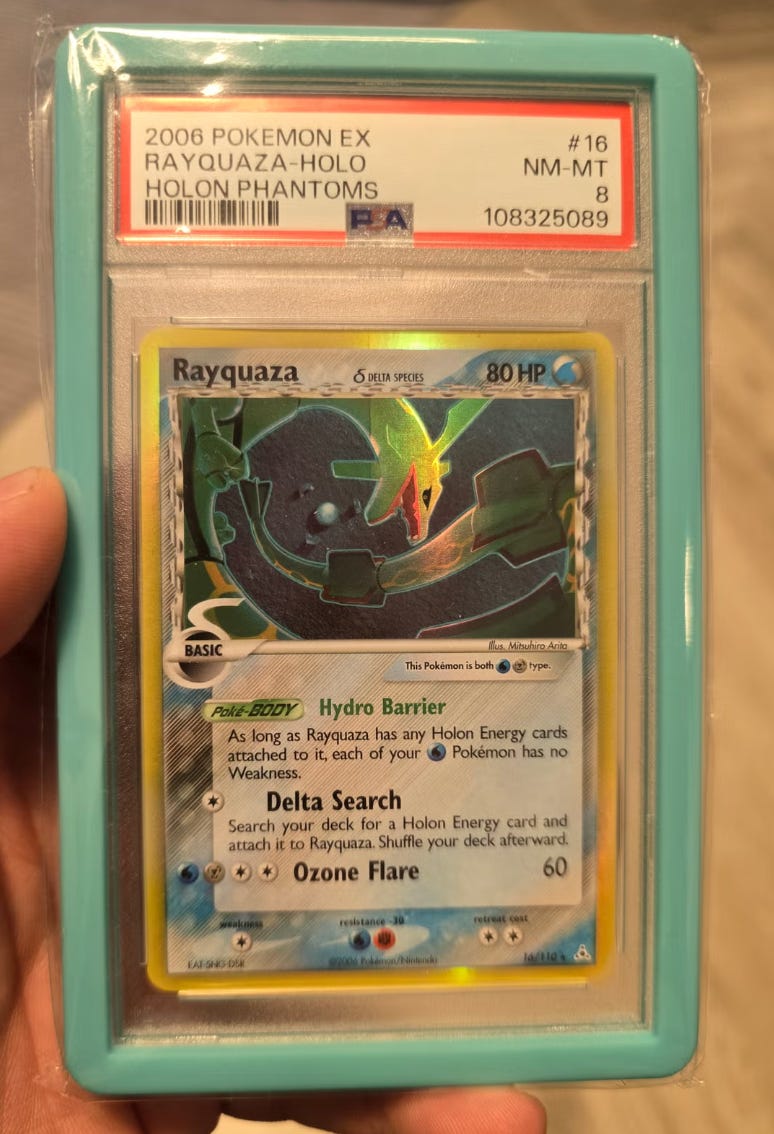 2006 POKEMON EX #16
RAYQUAZA-HOLO NM-MT
HOLON PHANTOMS 8
PSA 108325089
Rayquaza δ DELTA SPECIES 80 HP
δ
BASIC
Illus. Mitsuhiro Arita
This Pokémon is both type.
Poké-BODY Hydro Barrier
As long as Rayquaza has any Holon Energy cards
attached to it, each of your Pokémon has no
Weakness.
Delta Search
Search your deck for a Holon Energy card and
attach it to Rayquaza. Shuffle your deck afterward.
Ozone Flare 60
weakness resistance -30 retreat cost
©2006 Pokémon/Nintendo 16/110